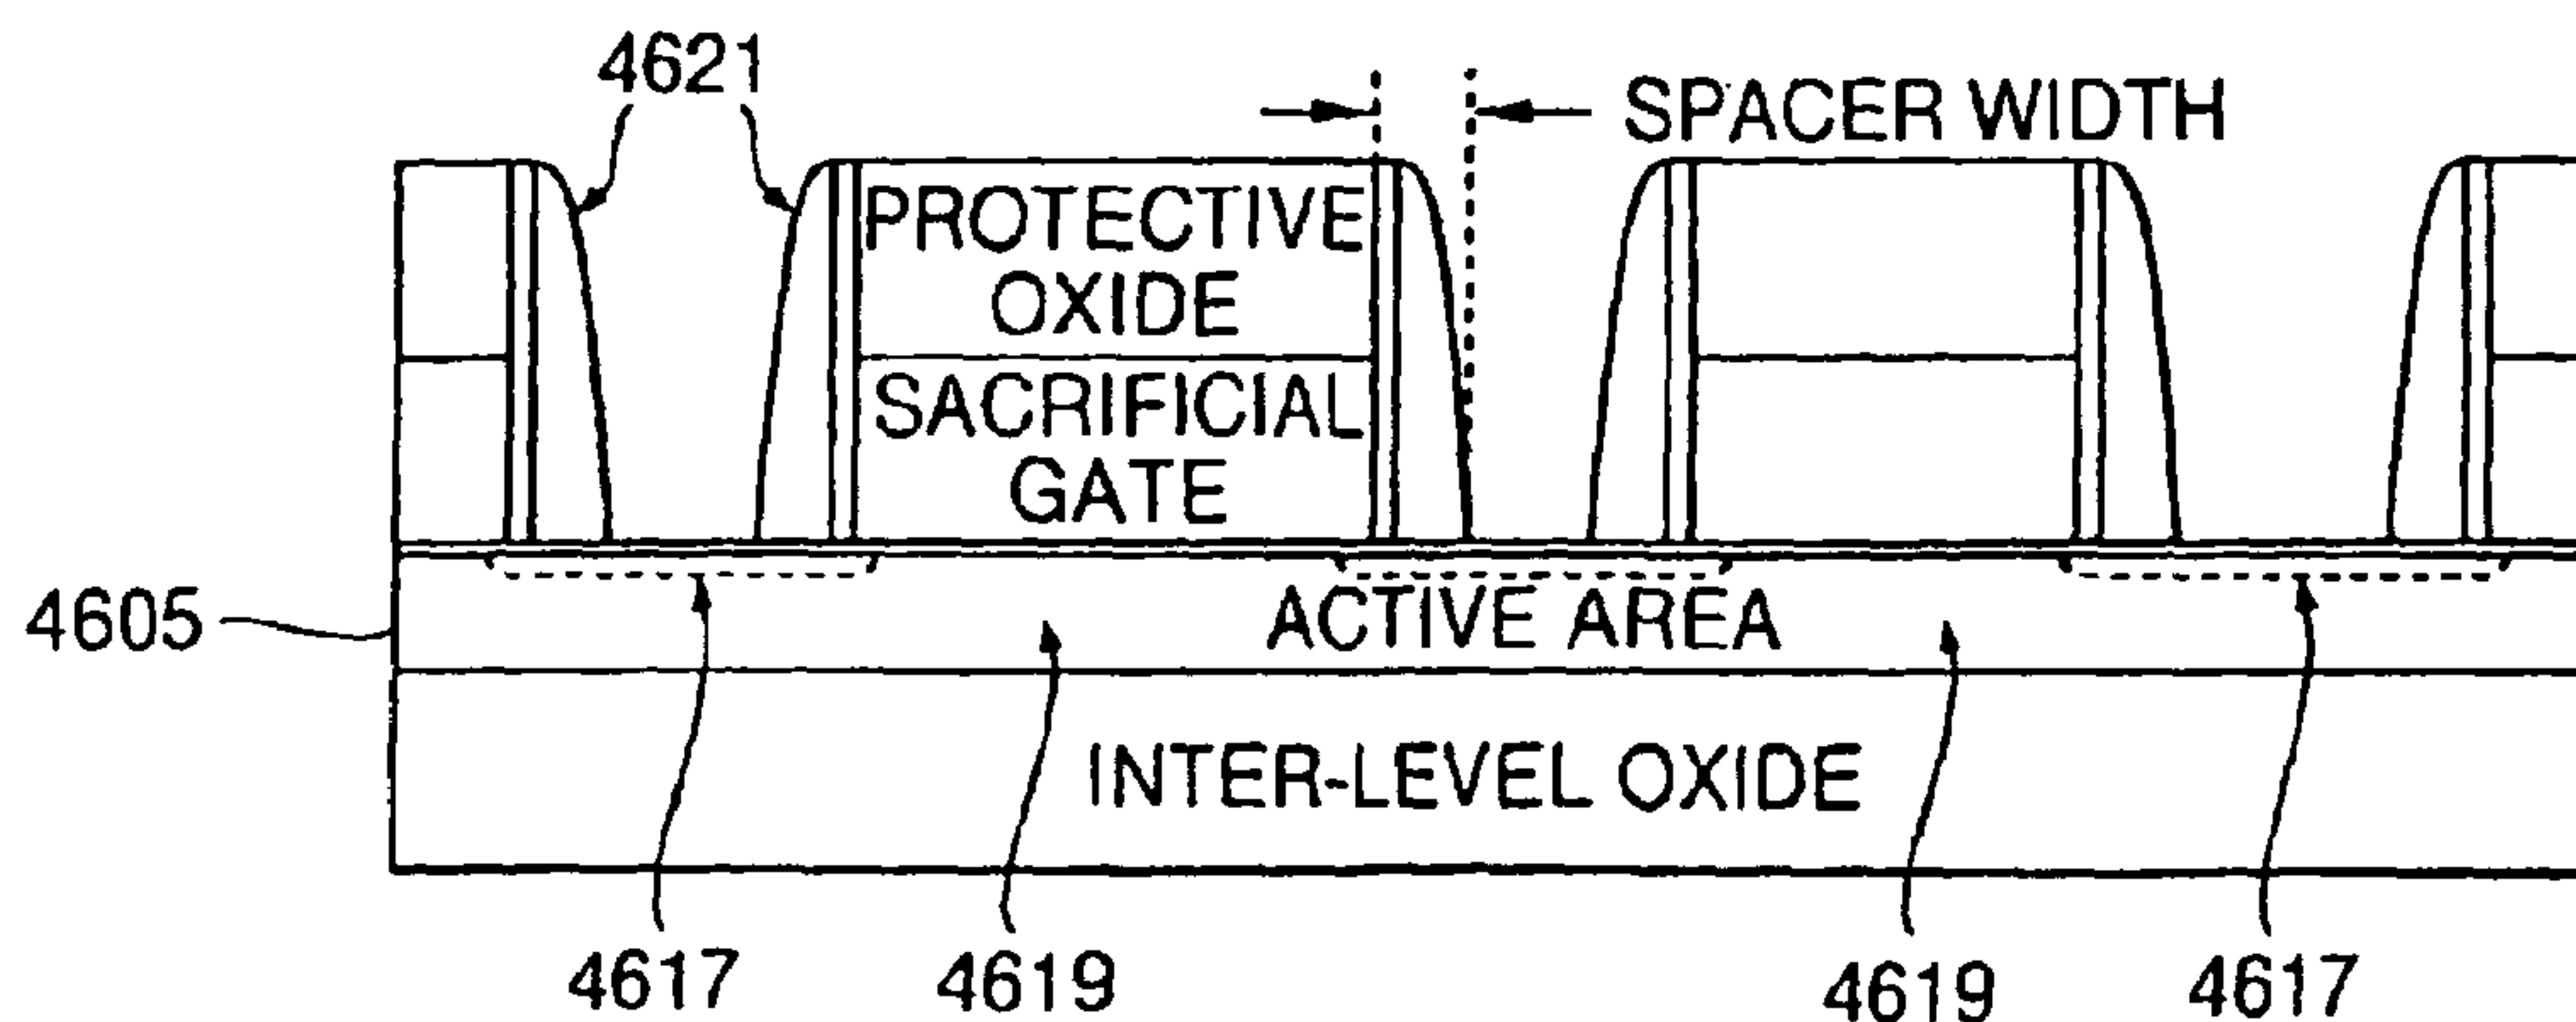 4621
SPACER WIDTH
PROTECTIVE
OXIDE
SACRIFICIAL
GATE
4605
ACTIVE AREA
INTER-LEVEL OXIDE
4617
4619
4619
4617